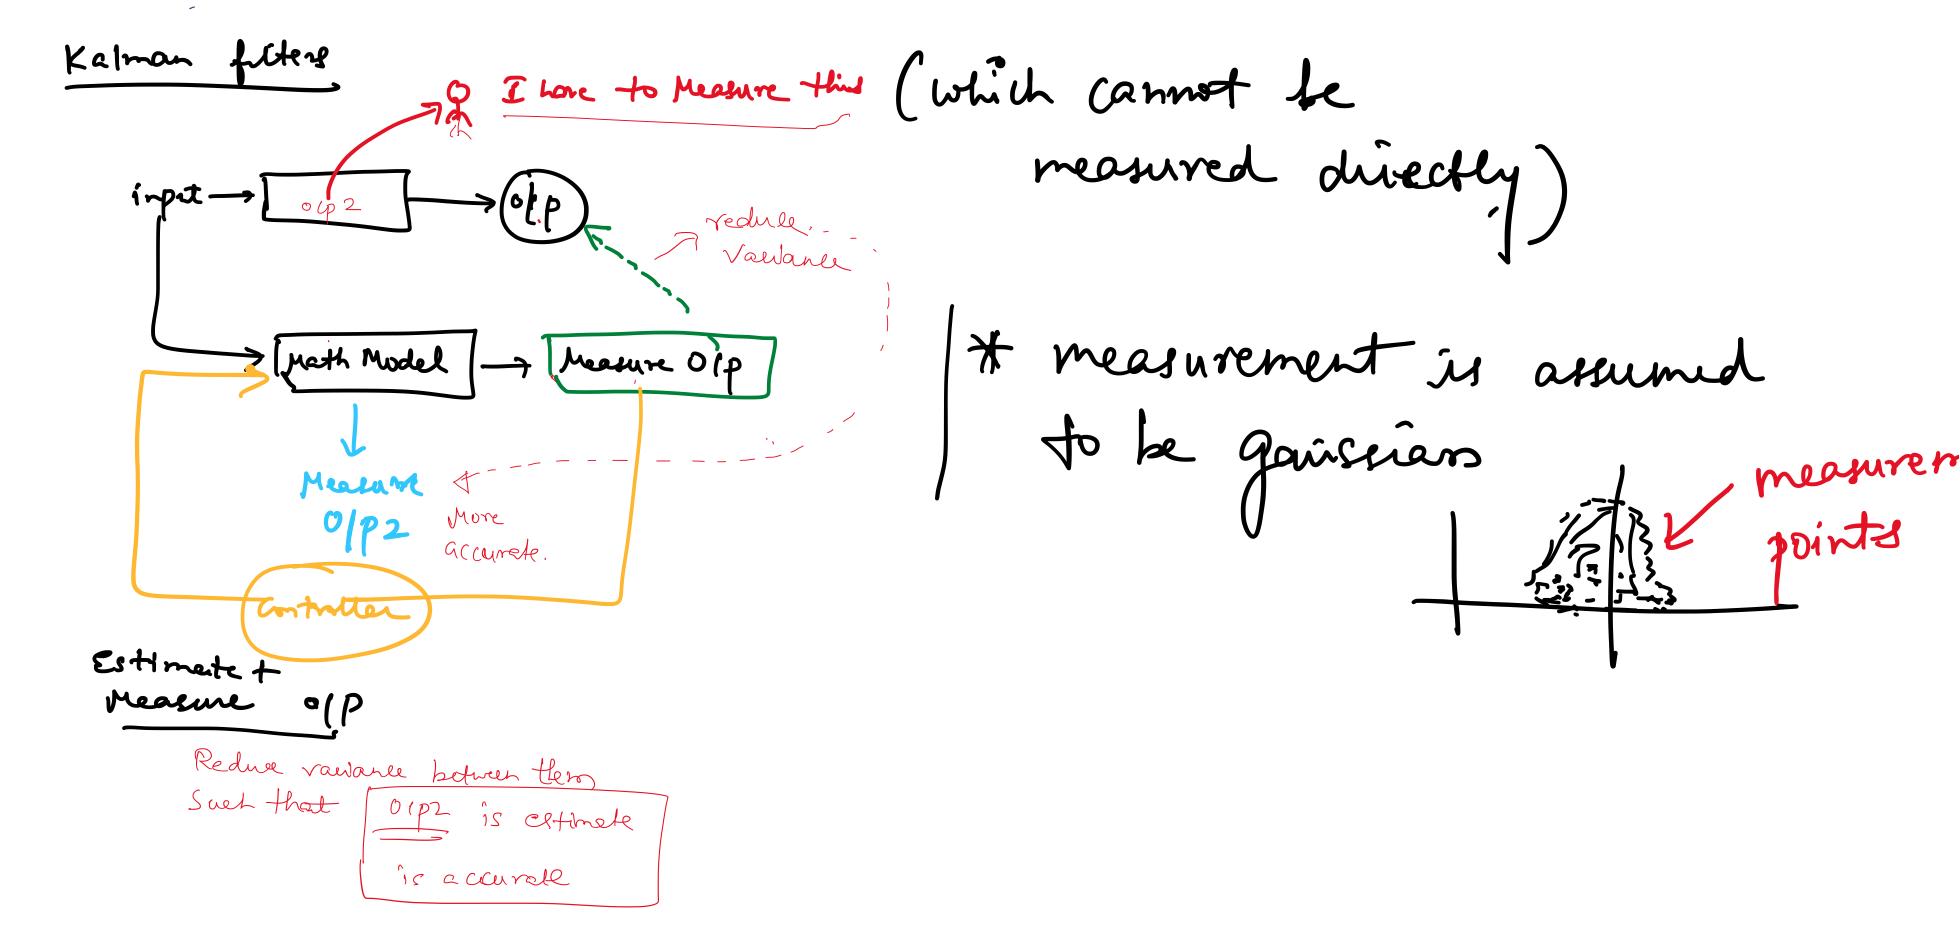 Kalman filters
I have to Measure this
(which cannot be
measured directly)
input
o/p2
o/p
reduce
variance
Math Model
Measure O/p
* measurement is assumed
to be gaussian
Measure
O/P2
More
accurate.
measurem
points
Controller
Estimate +
Measure o/p
Reduce variance between them
Such that
O/P2 is estimate
is accurate